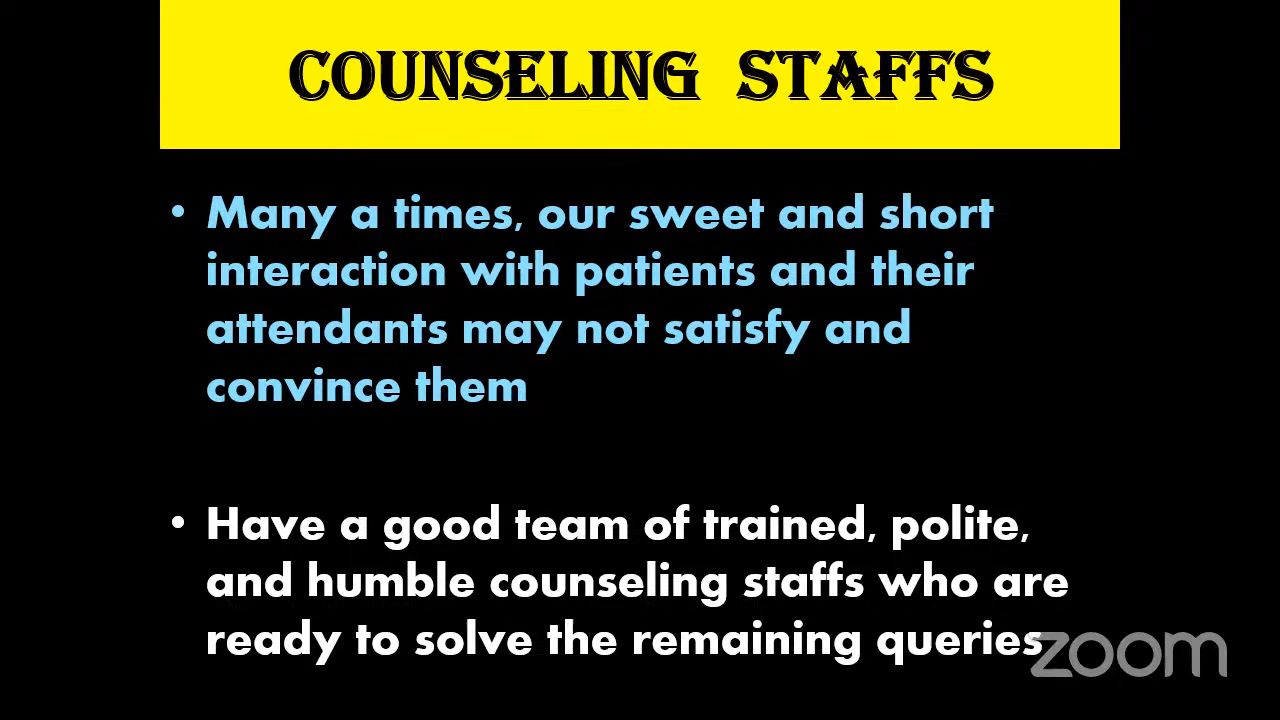 COUNSELING STAFFS
• Many a times, our sweet and short
interaction with patients and their
attendants may not satisfy and
convince them
• Have a good team of trained, polite,
and humble counseling staffs who are
ready to solve the remaining queries
zoom